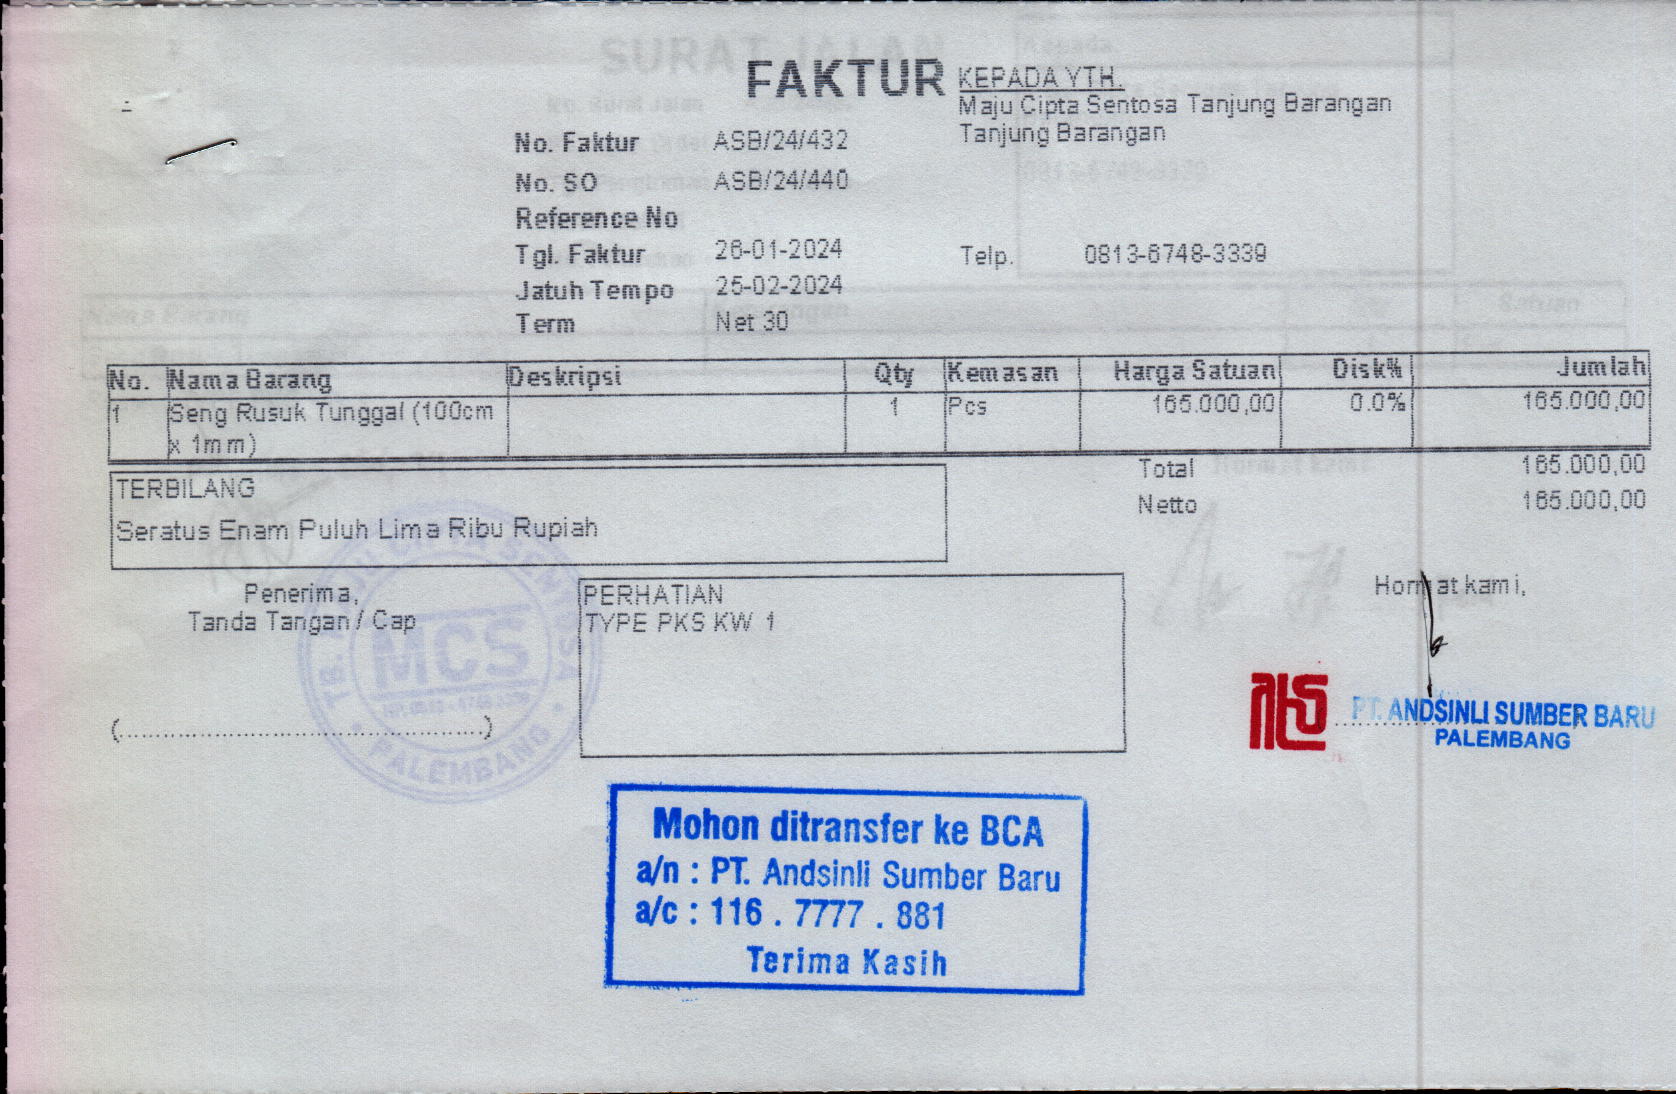 FAKTUR
KEPADA YTH.
Maju Cipta Sentosa Tanjung Barangan
Tanjung Barangan
No. Faktur ASB/24/432
No. SO ASB/24/440
Reference No
Tgl. Faktur 26-01-2024
Telp. 0813-6748-3339
Jatuh Tempo 25-02-2024
Term Net 30
No. Nama Barang Deskripsi Qty Kemasan Harga Satuan Disk% Jumlah
1 Seng Rusuk Tunggal (100cm 1 Pcs 165.000,00 0.0% 165.000,00
x 1mm)
Total 165.000,00
Netto 165.000,00
TERBILANG
Seratus Enam Puluh Lima Ribu Rupiah
Penerima,
Tanda Tangan / Cap
(..................................................)
TB. MAJU CIPTA SENTOSA
MCS
PALEMBANG
PERHATIAN
TYPE PKS KW 1
Hormat kami,
PT. ANDSINLI SUMBER BARU
PALEMBANG
Mohon ditransfer ke BCA
a/n : PT. Andsinli Sumber Baru
a/c : 116 . 7777 . 881
Terima Kasih